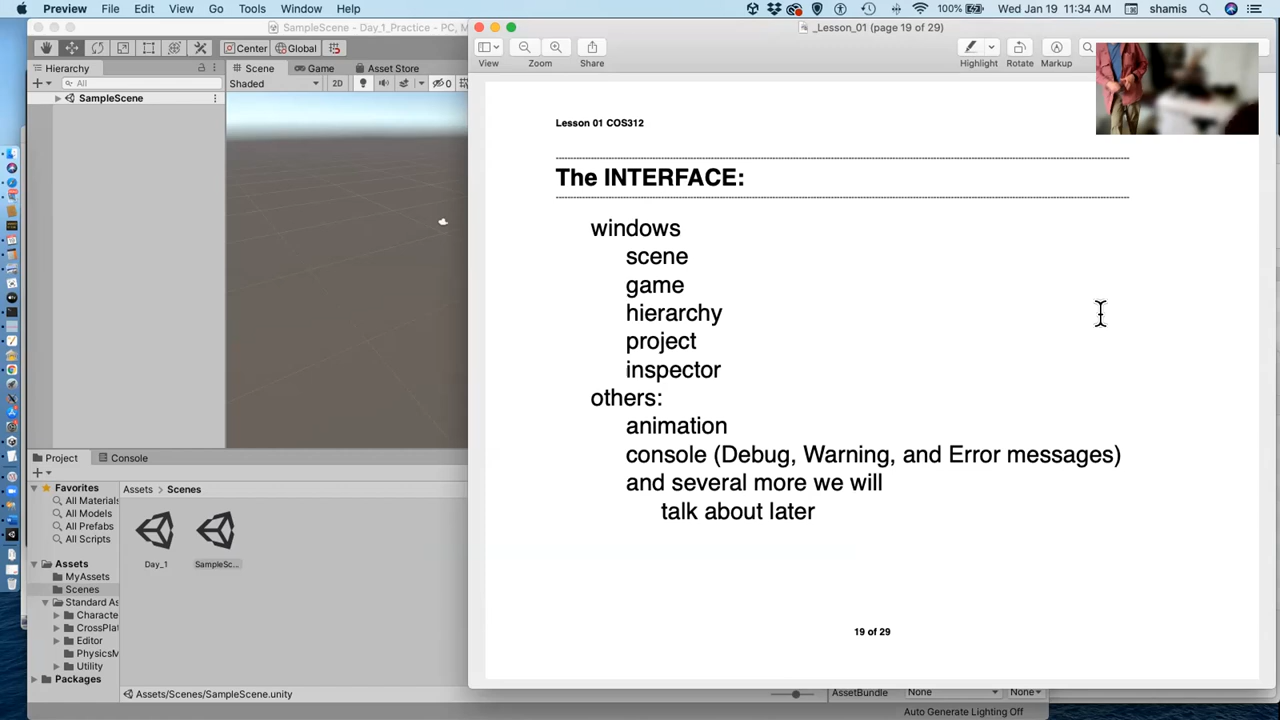 Preview File Edit View Go Tools Window Help 100% Wed Jan 19 11:34 AM shamis
SampleScene - Day_1_Practice - PC, M
Center Global
Hierarchy
All
SampleScene
Scene Game Asset Store
Shaded 2D 0
_Lesson_01 (page 19 of 29)
View Zoom Share Highlight Rotate Markup
Lesson 01 COS312
The INTERFACE:
windows
scene
game
hierarchy
project
inspector
others:
animation
console (Debug, Warning, and Error messages)
and several more we will
talk about later
19 of 29
Project Console
Favorites
All Materials
All Models
All Prefabs
All Scripts
Assets
MyAssets
Scenes
Standard As
Characte
CrossPlat
Editor
PhysicsM
Utility
Packages
Assets > Scenes
Day_1 SampleSc...
Assets/Scenes/SampleScene.unity
AssetBundle None None
Auto Generate Lighting Off